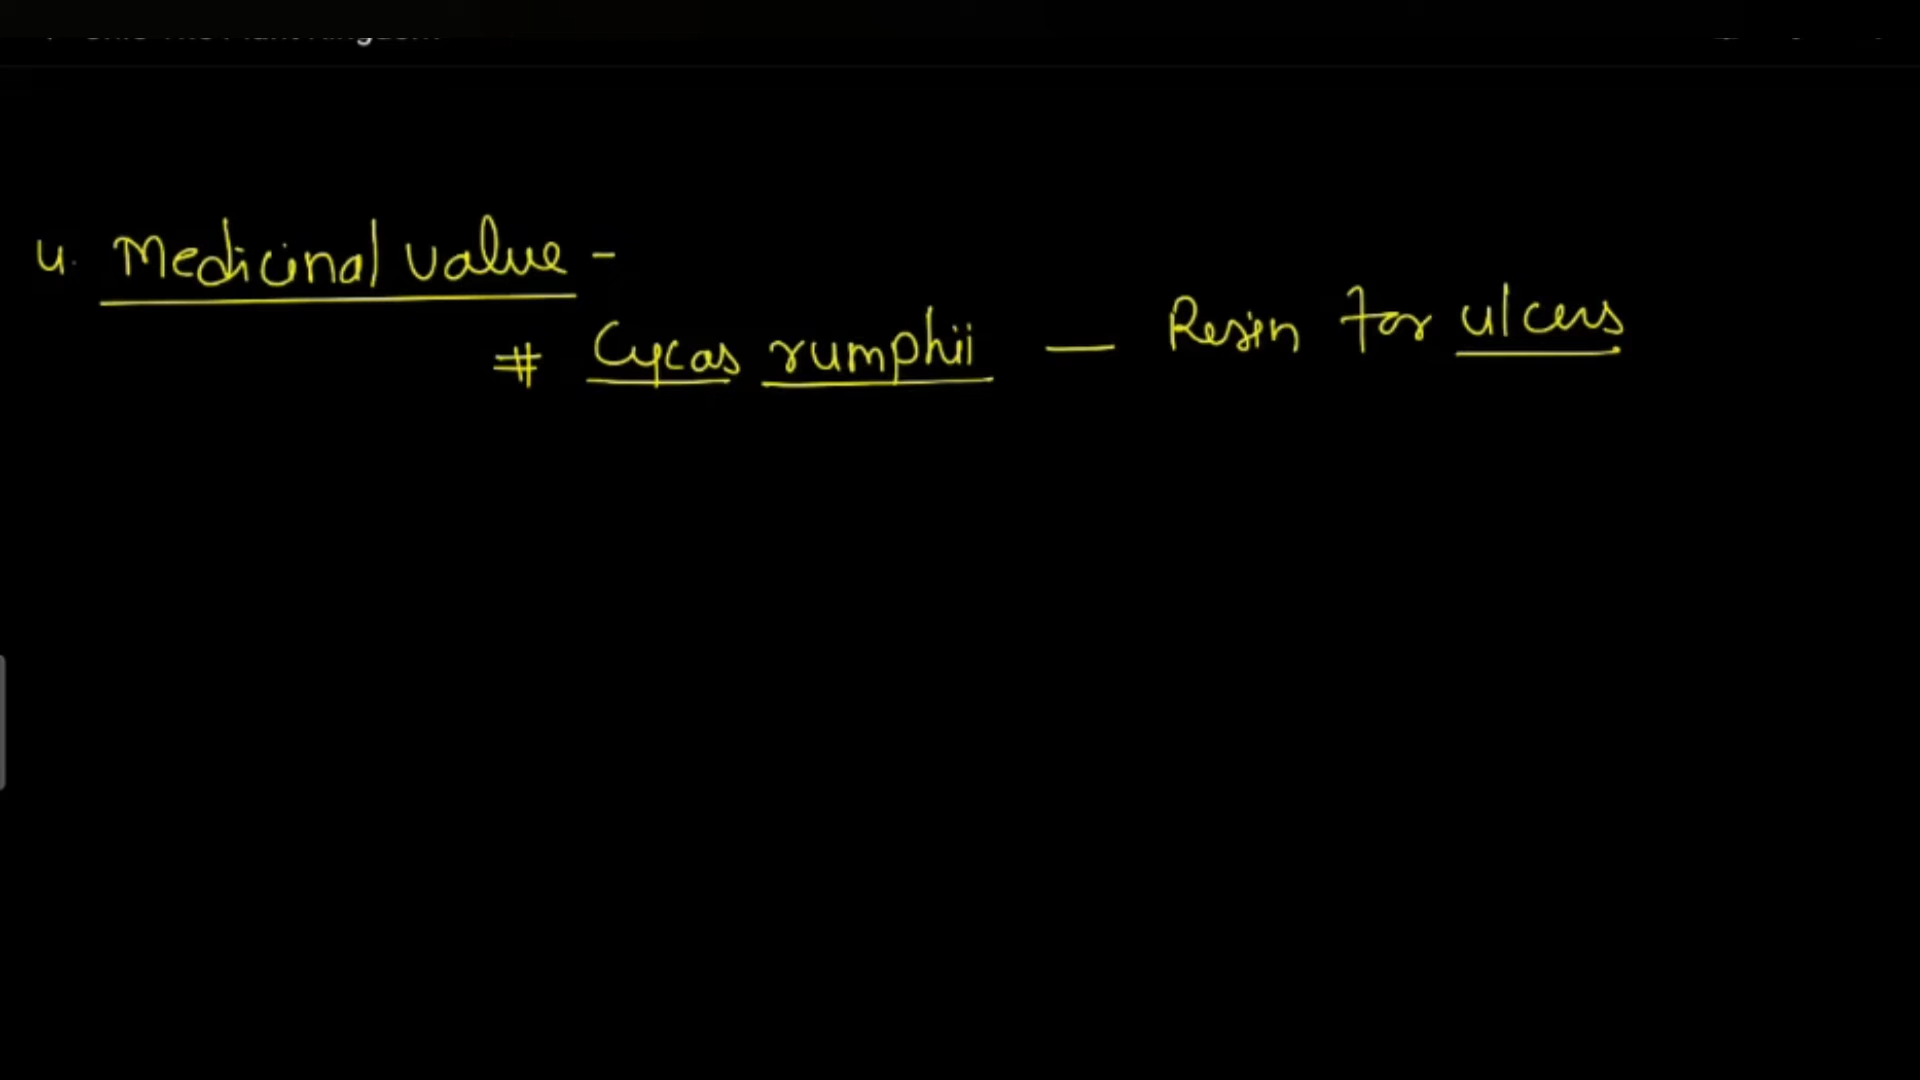 4. Medicinal value -
# Cycas rumphii — Resin for ulcers